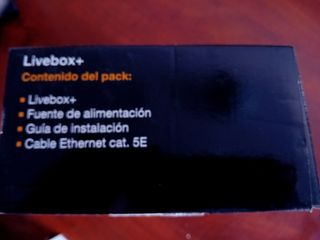 Livebox+
Contenido del pack:
Livebox+
Fuente de alimentación
Guía de instalación
Cable Ethernet cat. 5E